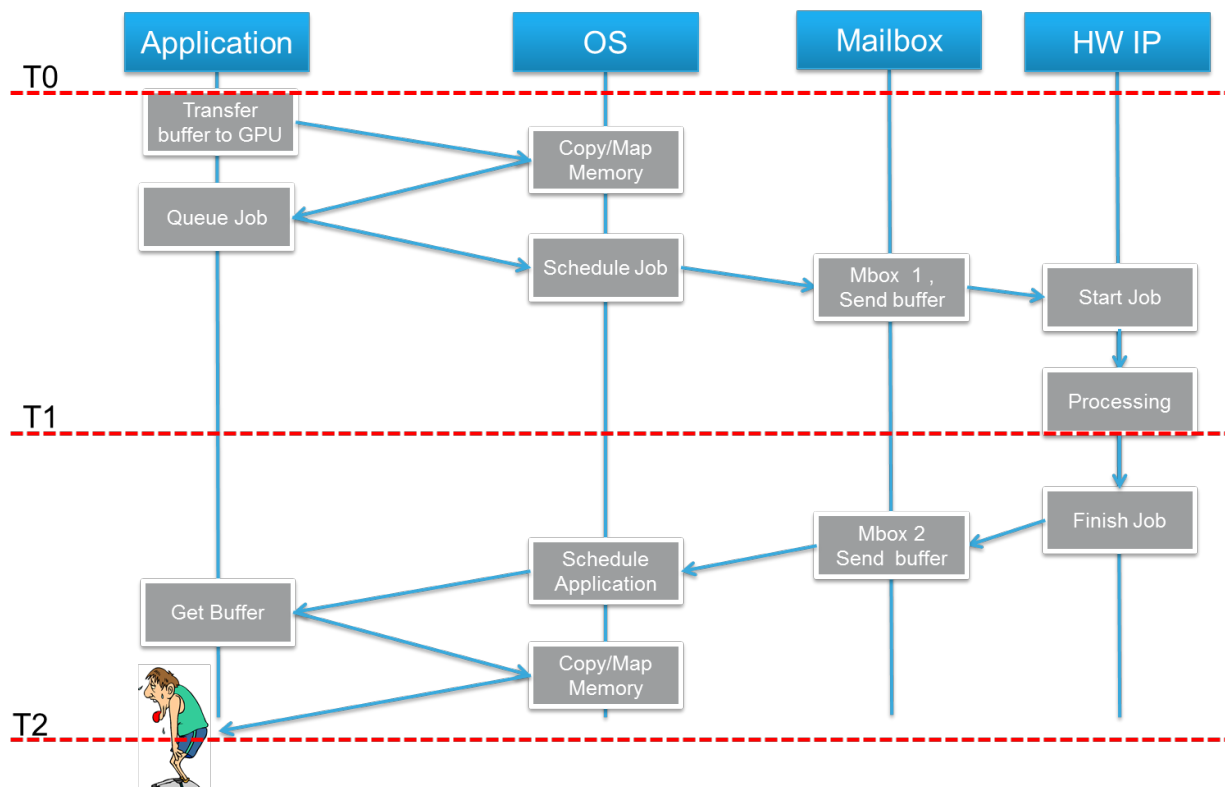 Application
OS
Mailbox
HW IP
T0
Transfer
buffer to GPU
Copy/Map
Memory
Queue Job
Schedule Job
Mbox 1 ,
Send buffer
Start Job
Processing
T1
Finish Job
Mbox 2
Send buffer
Schedule
Application
Get Buffer
Copy/Map
Memory
T2